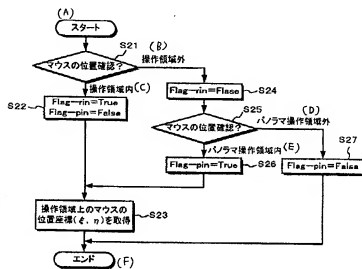 (A)
スタート
S21
(B)
マウスの位置確認?
操作領域外
操作領域内(C)
S22
Flag-rin=True
Flag-pin=False
Flag-rin=Flase
S24
S25
(D)
マウスの位置確認?
パノラマ操作領域外
パノラマ操作領域内(E)
Flag-pin=True
S26
S27
Flag-pin=False
操作領域上のマウスの
位置座標(ξ, η)を取得
S23
エンド
(F)